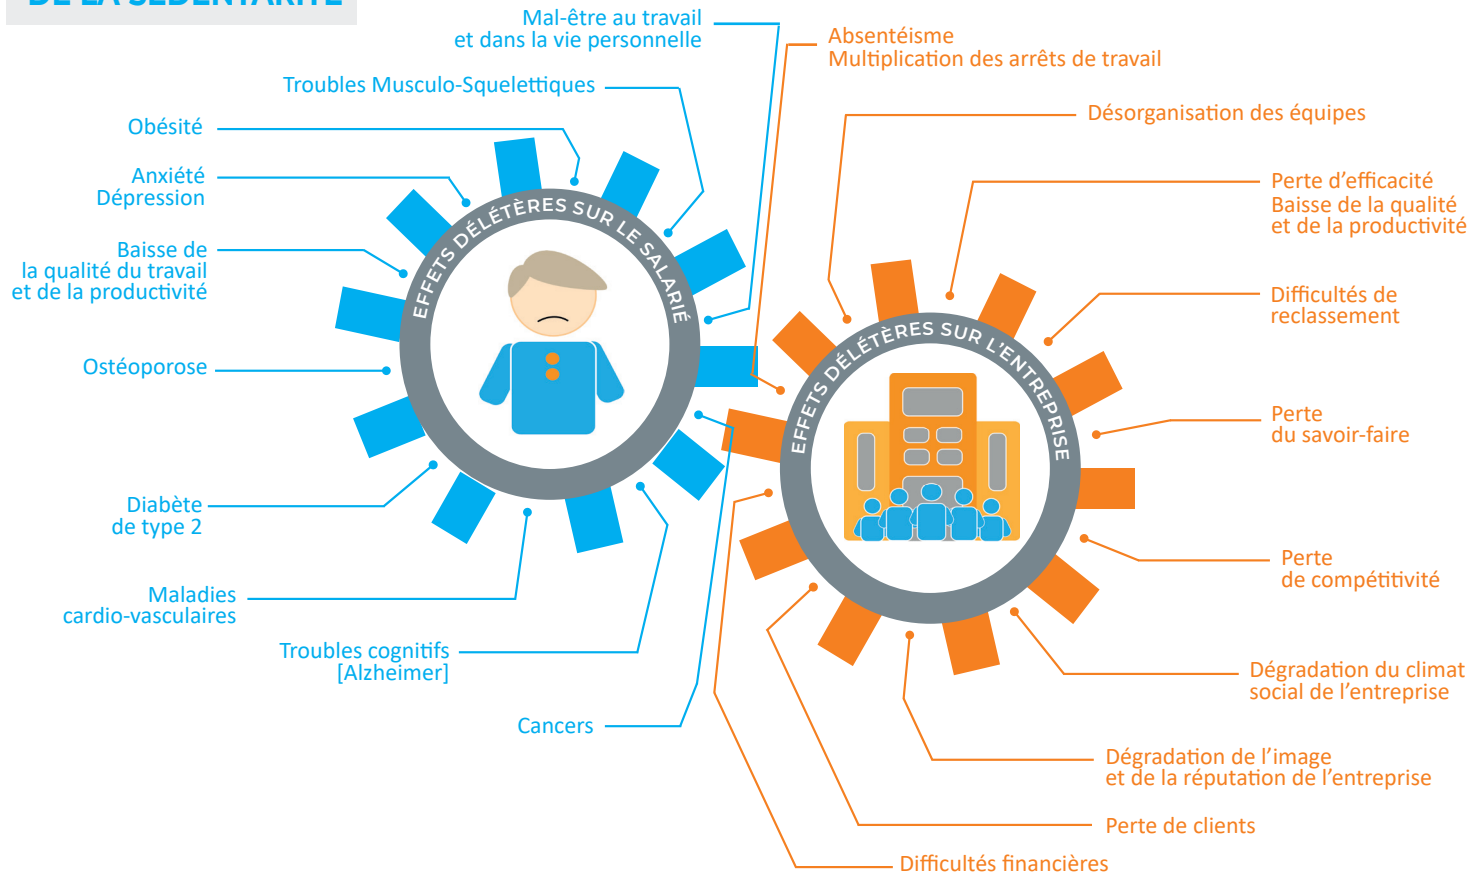 DE LA SÉDENTARITÉ
Mal-être au travail
et dans la vie personnelle
Troubles Musculo-Squelettiques
Obésité
Anxiété
Dépression
Baisse de
la qualité du travail
et de la productivité
Ostéoporose
Diabète
de type 2
Maladies
cardio-vasculaires
Troubles cognitifs
[Alzheimer]
Cancers
EFFETS DÉLÉTÈRES SUR LE SALARIÉ
Absentéisme
Multiplication des arrêts de travail
Désorganisation des équipes
Perte d’efficacité
Baisse de la qualité
et de la productivité
Difficultés de
reclassement
Perte
du savoir-faire
Perte
de compétitivité
Dégradation du climat
social de l’entreprise
Dégradation de l’image
et de la réputation de l’entreprise
Perte de clients
Difficultés financières
EFFETS DÉLÉTÈRES SUR L’ENTREPRISE